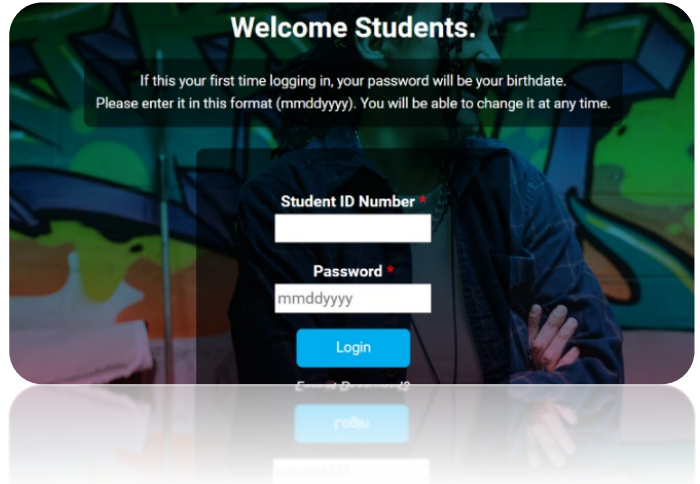 Welcome Students.
If this your first time logging in, your password will be your birthdate.
Please enter it in this format (mmddyyyy). You will be able to change it at any time.
Student ID Number *
Password *
mmddyyyy
Login